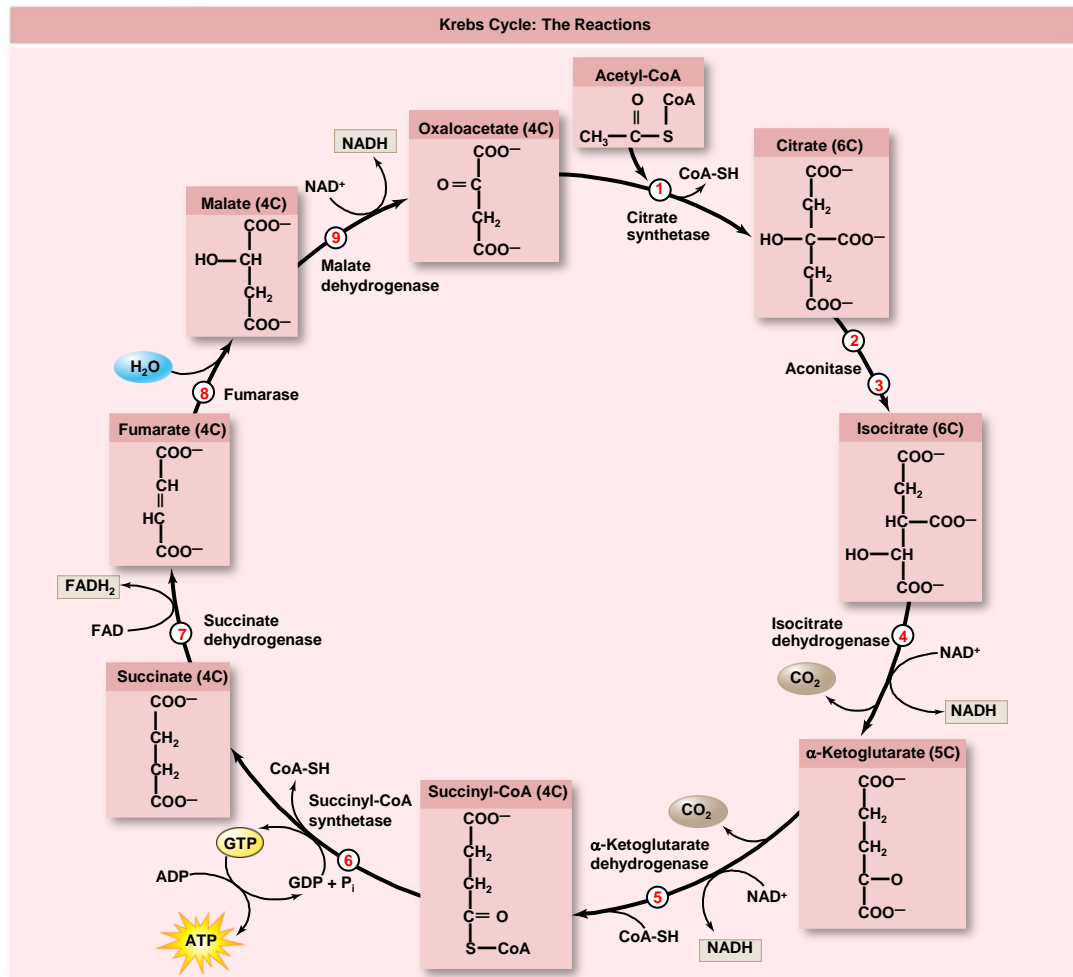 Krebs Cycle: The Reactions
Acetyl-CoA
O
CoA
CH₃
C
S
Oxaloacetate (4C)
COO—
O=C
CH₂
COO—
NADH
NAD⁺
9
Malate
dehydrogenase
1
CoA-SH
Citrate
synthetase
Citrate (6C)
COO—
CH₂
HO—C—COO—
CH₂
COO—
2
Aconitase
3
Isocitrate (6C)
COO—
CH₂
HC—COO—
HO—CH
COO—
Isocitrate
dehydrogenase
4
NAD⁺
CO₂
NADH
α-Ketoglutarate (5C)
COO—
CH₂
CH₂
C—O
COO—
CO₂
α-Ketoglutarate
dehydrogenase
5
NAD⁺
CoA-SH
NADH
Succinyl-CoA (4C)
COO—
CH₂
CH₂
C=O
S—CoA
CoA-SH
Succinyl-CoA
synthetase
6
GTP
GDP + Pᵢ
ADP
ATP
Succinate (4C)
COO—
CH₂
CH₂
COO—
FADH₂
FAD
7
Succinate
dehydrogenase
Fumarate (4C)
COO—
CH
HC
COO—
H₂O
8
Fumarase
Malate (4C)
COO—
HO—CH
CH₂
COO—